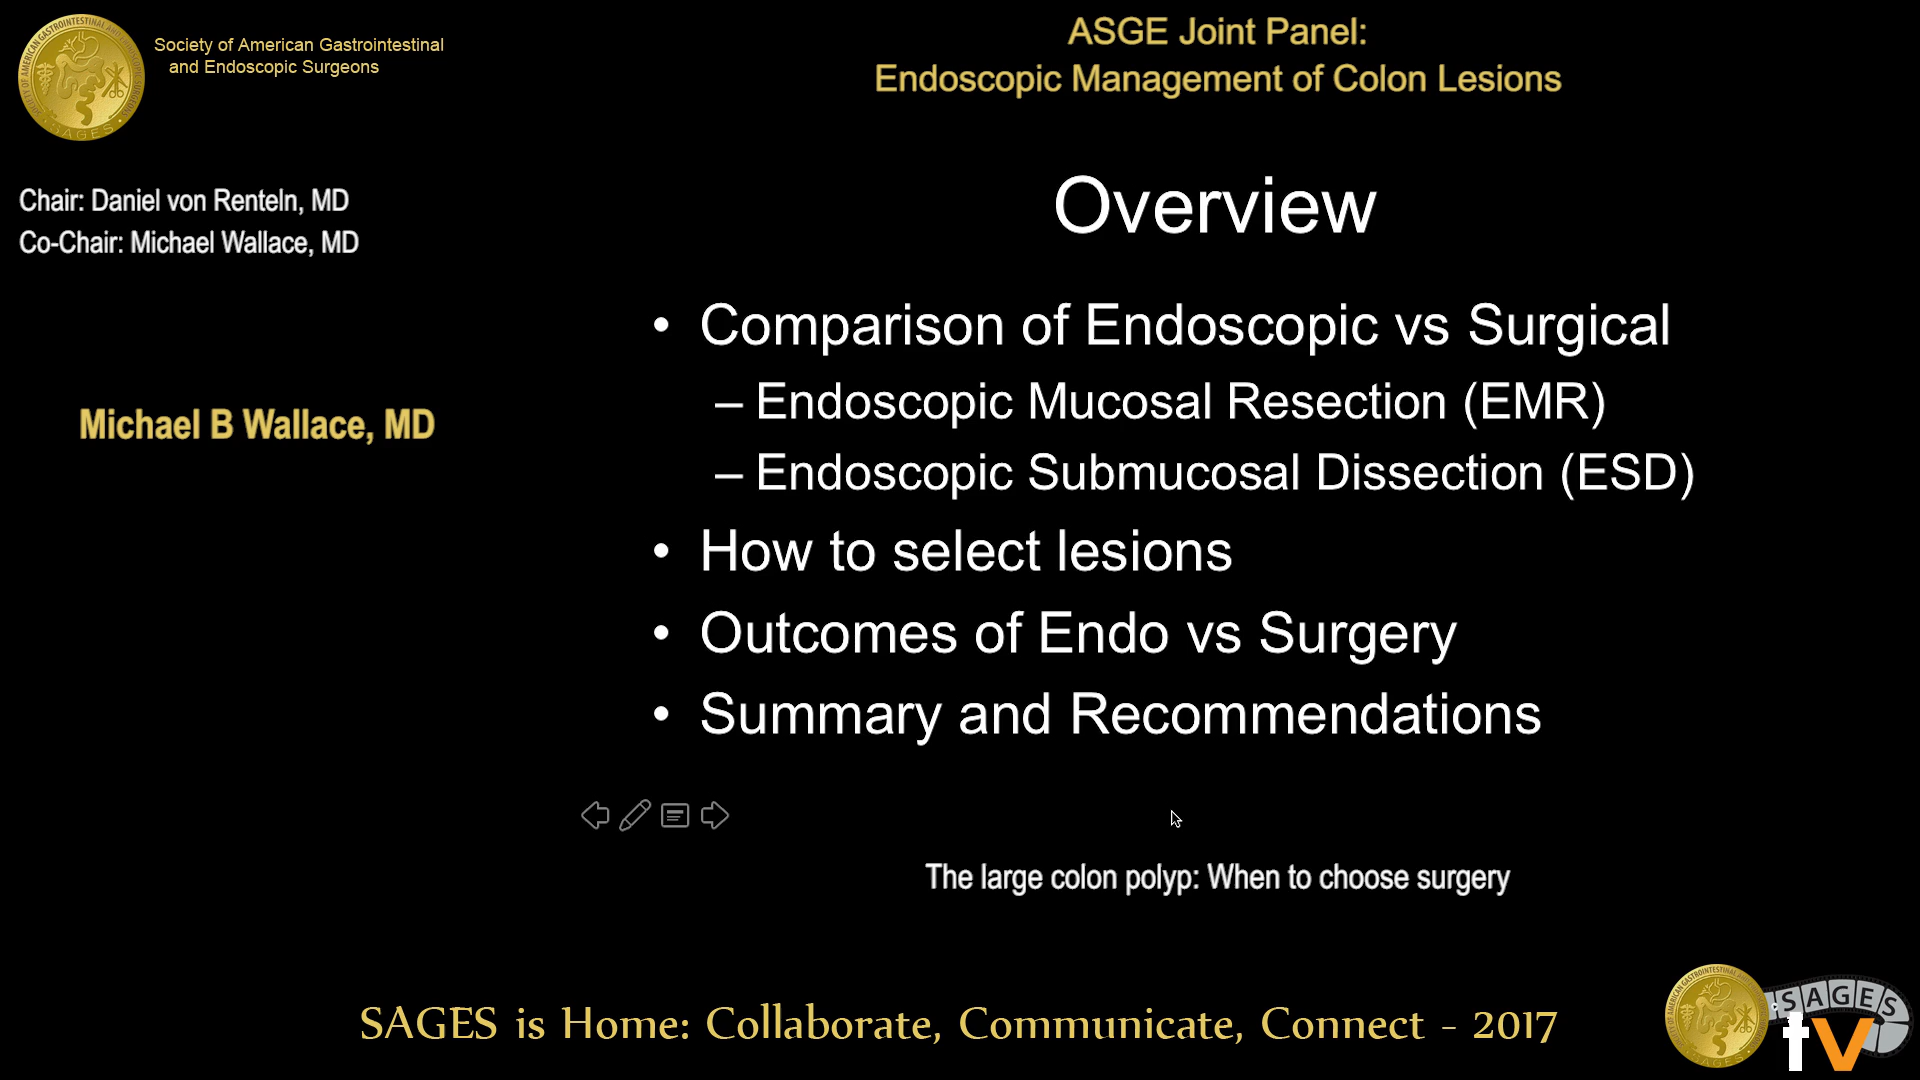 Society of American Gastrointestinal
and Endoscopic Surgeons
ASGE Joint Panel:
Endoscopic Management of Colon Lesions
Chair: Daniel von Renteln, MD
Co-Chair: Michael Wallace, MD
Michael B Wallace, MD
Overview
• Comparison of Endoscopic vs Surgical
– Endoscopic Mucosal Resection (EMR)
– Endoscopic Submucosal Dissection (ESD)
• How to select lesions
• Outcomes of Endo vs Surgery
• Summary and Recommendations
The large colon polyp: When to choose surgery
SAGES is Home: Collaborate, Communicate, Connect - 2017
SAGES
tv